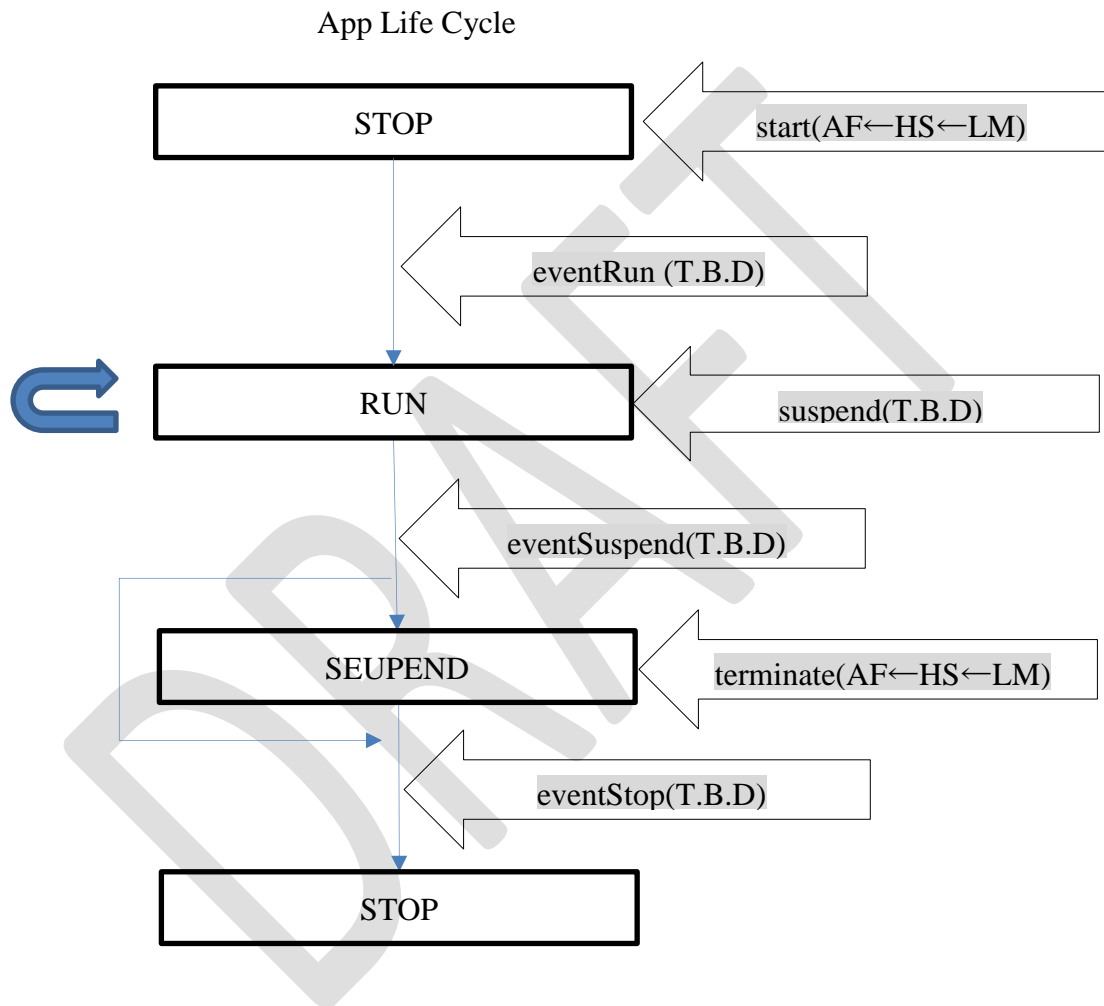 App Life Cycle
STOP
start(AF←HS←LM)
eventRun (T.B.D)
RUN
suspend(T.B.D)
eventSuspend(T.B.D)
SEUPEND
terminate(AF←HS←LM)
eventStop(T.B.D)
STOP
DRAFT